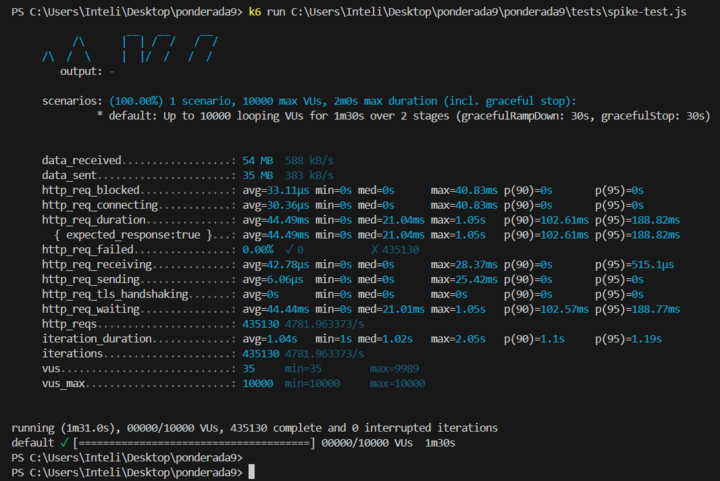 PS C:\Users\Inteli\Desktop\ponderada9> k6 run C:\Users\Inteli\Desktop\ponderada9\ponderada9\tests\spike-test.js
/\      |‾‾| /‾‾/   /‾‾/
/\  /  \     |  |/  /   /  /
output: -
scenarios: (100.00%) 1 scenario, 10000 max VUs, 2m0s max duration (incl. graceful stop):
* default: Up to 10000 looping VUs for 1m30s over 2 stages (gracefulRampDown: 30s, gracefulStop: 30s)
data_received..................: 54 MB  588 kB/s
data_sent......................: 35 MB  383 kB/s
http_req_blocked...............: avg=33.11µs min=0s med=0s      max=40.83ms p(90)=0s       p(95)=0s
http_req_connecting............: avg=30.36µs min=0s med=0s      max=40.83ms p(90)=0s       p(95)=0s
http_req_duration..............: avg=44.49ms min=0s med=21.04ms max=1.05s   p(90)=102.61ms p(95)=188.82ms
{ expected_response:true }...: avg=44.49ms min=0s med=21.04ms max=1.05s   p(90)=102.61ms p(95)=188.82ms
http_req_failed................: 0.00%  ✓ 0          ✗ 435130
http_req_receiving.............: avg=42.78µs min=0s med=0s      max=28.37ms p(90)=0s       p(95)=515.1µs
http_req_sending...............: avg=6.06µs  min=0s med=0s      max=25.42ms p(90)=0s       p(95)=0s
http_req_tls_handshaking.......: avg=0s      min=0s med=0s      max=0s      p(90)=0s       p(95)=0s
http_req_waiting...............: avg=44.44ms min=0s med=21.01ms max=1.05s   p(90)=102.57ms p(95)=188.77ms
http_reqs......................: 435130 4781.963373/s
iteration_duration.............: avg=1.04s   min=1s med=1.02s   max=2.05s   p(90)=1.1s     p(95)=1.19s
iterations.....................: 435130 4781.963373/s
vus............................: 35     min=35       max=9989
vus_max........................: 10000  min=10000    max=10000
running (1m31.0s), 00000/10000 VUs, 435130 complete and 0 interrupted iterations
default ✓ [======================================] 00000/10000 VUs  1m30s
PS C:\Users\Inteli\Desktop\ponderada9>
PS C:\Users\Inteli\Desktop\ponderada9>